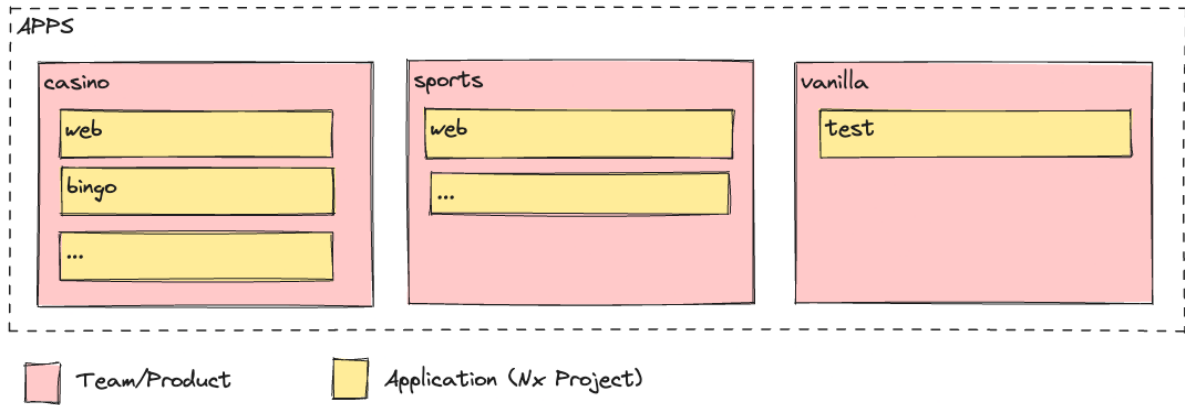 APPS
casino
web
bingo
...
sports
web
...
vanilla
test
Team/Product
Application (Nx Project)